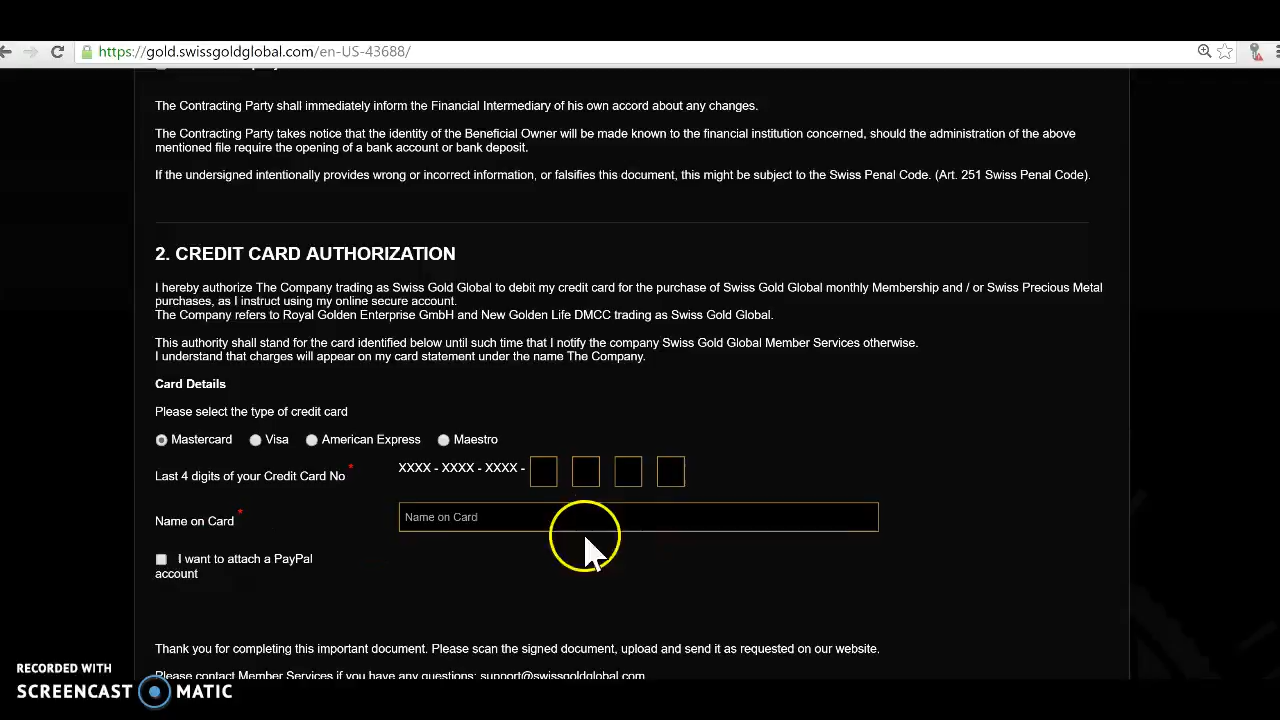 https://gold.swissgoldglobal.com/en-US-43688/
The Contracting Party shall immediately inform the Financial Intermediary of his own accord about any changes.
The Contracting Party takes notice that the identity of the Beneficial Owner will be made known to the financial institution concerned, should the administration of the above
mentioned file require the opening of a bank account or bank deposit.
If the undersigned intentionally provides wrong or incorrect information, or falsifies this document, this might be subject to the Swiss Penal Code. (Art. 251 Swiss Penal Code).
2. CREDIT CARD AUTHORIZATION
I hereby authorize The Company trading as Swiss Gold Global to debit my credit card for the purchase of Swiss Gold Global monthly Membership and / or Swiss Precious Metal
purchases, as I instruct using my online secure account.
The Company refers to Royal Golden Enterprise GmbH and New Golden Life DMCC trading as Swiss Gold Global.
This authority shall stand for the card identified below until such time that I notify the company Swiss Gold Global Member Services otherwise.
I understand that charges will appear on my card statement under the name The Company.
Card Details
Please select the type of credit card
Mastercard Visa American Express Maestro
Last 4 digits of your Credit Card No * XXXX - XXXX - XXXX -
Name on Card * Name on Card
I want to attach a PayPal
account
Thank you for completing this important document. Please scan the signed document, upload and send it as requested on our website.
Please contact Member Services if you have any questions: support@swissgoldglobal.com
RECORDED WITH
SCREENCAST MATIC